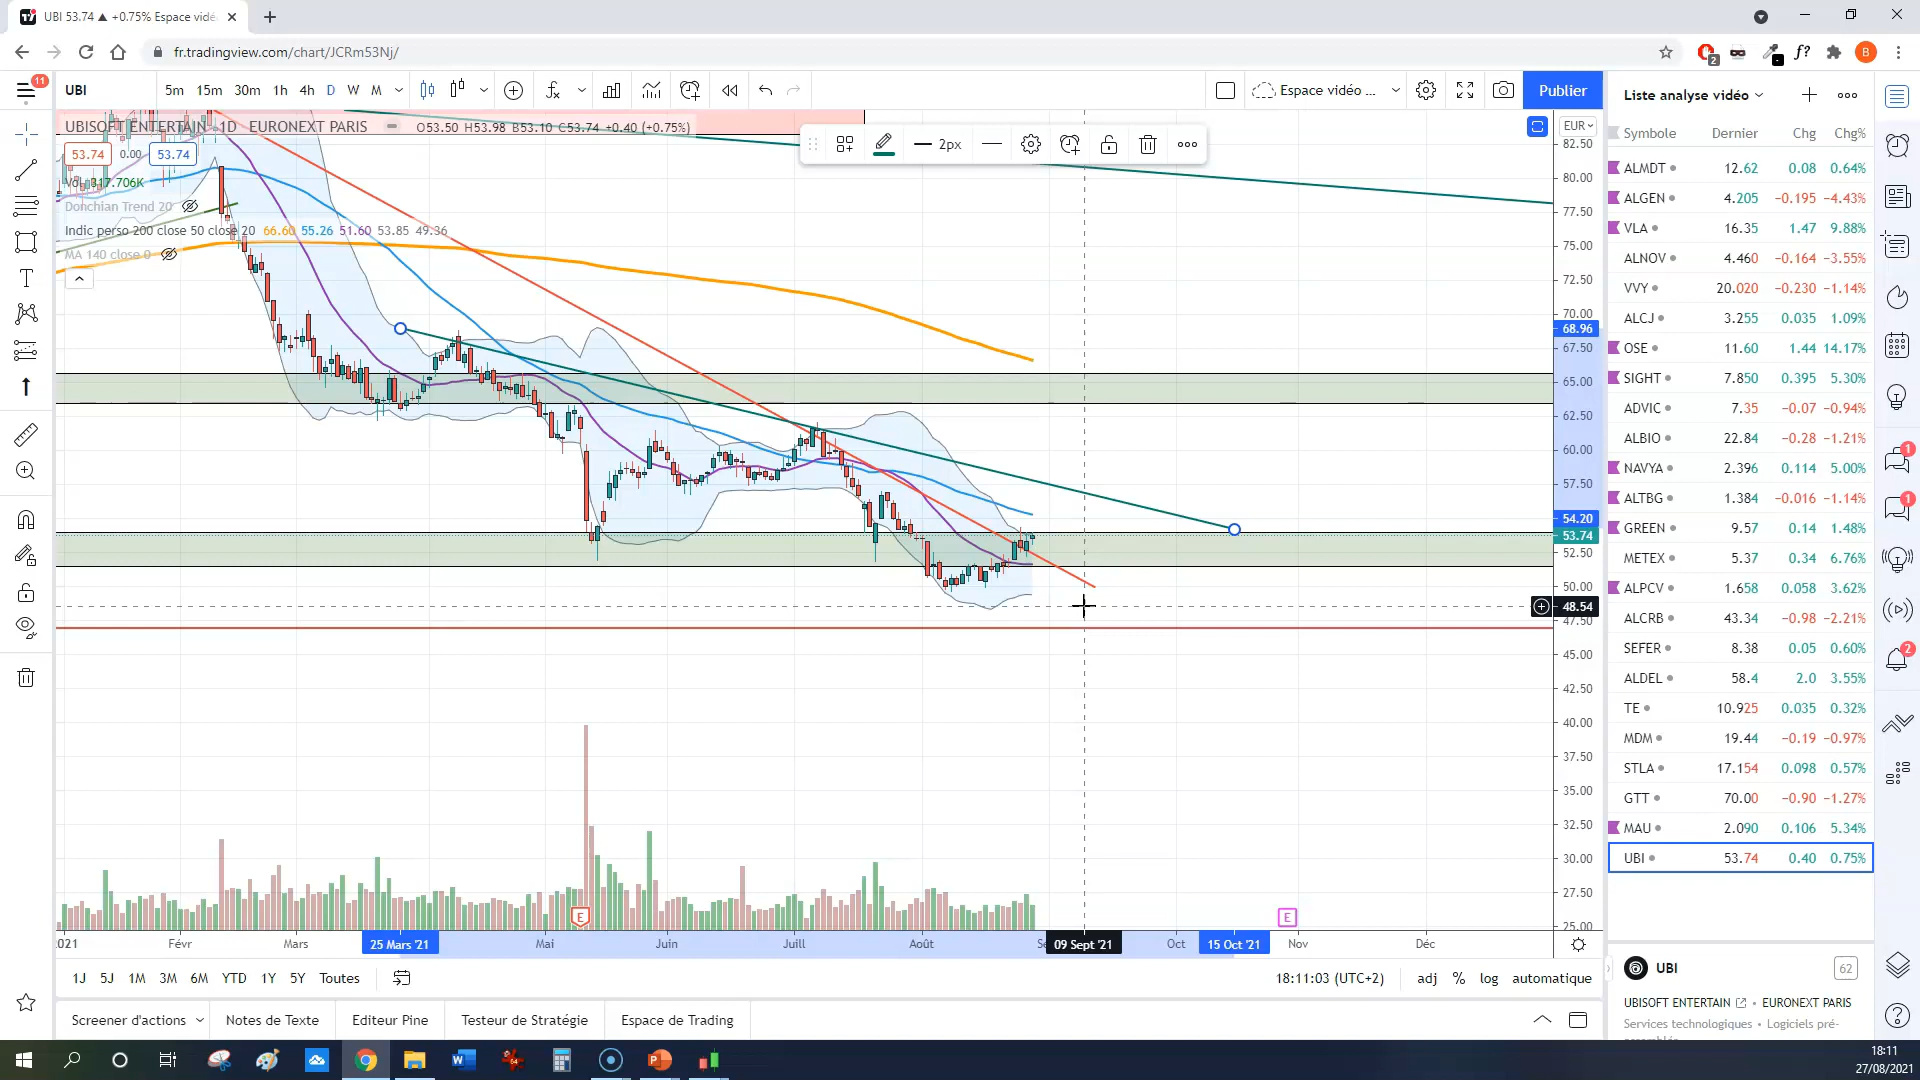 UBI 53.74 ▲ +0.75% Espace vidé
fr.tradingview.com/chart/JCRm53Nj/
2
B
11
UBI
5m 15m 30m 1h 4h D W M
Espace vidéo ...
Publier
UBISOFT ENTERTAIN · 1D · EURONEXT PARIS
O53.50 H53.98 B53.10 C53.74 +0.40 (+0.75%)
53.74 0.00 53.74
Vol 317.706K
Donchian Trend 20
Indic perso 200 close 50 close 20 66.60 55.26 51.60 53.85 49.36
MA 140 close 0
2px
EUR
82.50
80.00
77.50
75.00
72.50
70.00
68.96
67.50
65.00
62.50
60.00
57.50
54.20
53.74
52.50
50.00
48.54
47.50
45.00
42.50
40.00
37.50
35.00
32.50
30.00
27.50
25.00
E
E
2021 Févr Mars 25 Mars '21 Mai Juin Juill Août 09 Sept '21 Oct 15 Oct '21 Nov Déc
1J 5J 1M 3M 6M YTD 1Y 5Y Toutes
18:11:03 (UTC+2) adj % log automatique
Screener d'actions Notes de Texte Editeur Pine Testeur de Stratégie Espace de Trading
Liste analyse vidéo
Symbole Dernier Chg Chg%
ALMDT 12.62 0.08 0.64%
ALGEN 4.205 −0.195 −4.43%
VLA 16.35 1.47 9.88%
ALNOV 4.460 −0.164 −3.55%
VVY 20.020 −0.230 −1.14%
ALCJ 3.255 0.035 1.09%
OSE 11.60 1.44 14.17%
SIGHT 7.850 0.395 5.30%
ADVIC 7.35 −0.07 −0.94%
ALBIO 22.84 −0.28 −1.21%
NAVYA 2.396 0.114 5.00%
ALTBG 1.384 −0.016 −1.14%
GREEN 9.57 0.14 1.48%
METEX 5.37 0.34 6.76%
ALPCV 1.658 0.058 3.62%
ALCRB 43.34 −0.98 −2.21%
SEFER 8.38 0.05 0.60%
ALDEL 58.4 2.0 3.55%
TE 10.925 0.035 0.32%
MDM 19.44 −0.19 −0.97%
STLA 17.154 0.098 0.57%
GTT 70.00 −0.90 −1.27%
MAU 2.090 0.106 5.34%
UBI 53.74 0.40 0.75%
UBI 62
UBISOFT ENTERTAIN • EURONEXT PARIS
Services technologiques • Logiciels pré-
1
1
2
18:11
27/08/2021